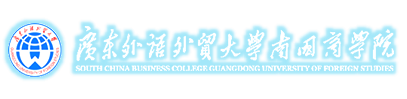 廣东外语外贸大学南国商学院
SOUTH CHINA BUSINESS COLLEGE GUANGDONG UNIVERSITY OF FOREIGN STUDIES